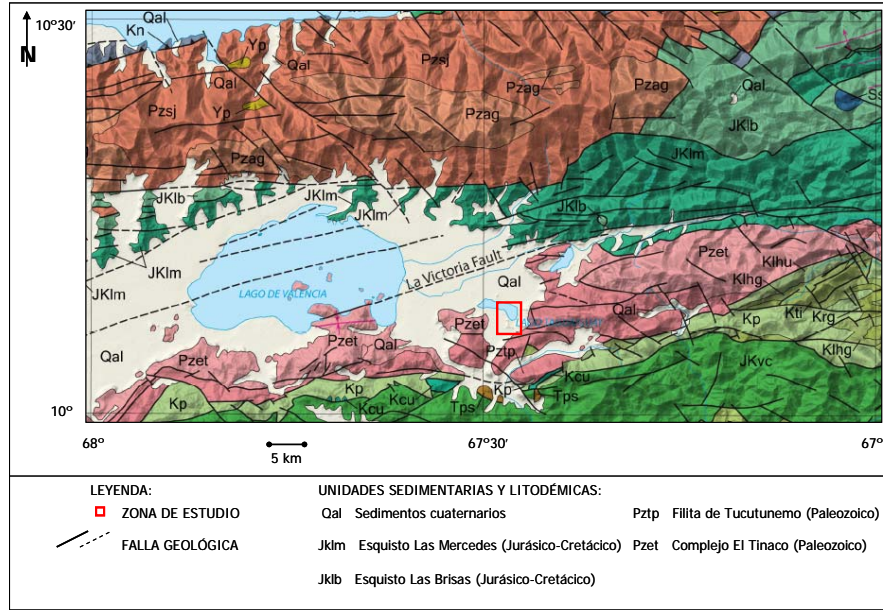 10°30'
N
Qal
Kn
Yp
Qal
Qal
Pzsj
Pzag
Pzag
Qal
Ss
Pzsj
Yp
JKlb
Pzag
JKlm
JKlb
JKlm
JKlm
JKlb
La Victoria Fault
Pzet
Klhu
Klhg
JKlm
JKlm
Qal
LAGO DE VALENCIA
Qal
Pzet
Kp
Kti
Krg
Pzet
Qal
Pztp
Klhg
Qal
Pzet
JKvc
Kcu
Kp
Kp
Kcu
Kp
Tps
Tps
10°
68°
67°30'
67°
5 km
LEYENDA:
ZONA DE ESTUDIO
FALLA GEOLÓGICA
UNIDADES SEDIMENTARIAS Y LITODÉMICAS:
Qal Sedimentos cuaternarios
Pztp Filita de Tucutunemo (Paleozoico)
Jklm Esquisto Las Mercedes (Jurásico-Cretácico)
Pzet Complejo El Tinaco (Paleozoico)
Jklb Esquisto Las Brisas (Jurásico-Cretácico)